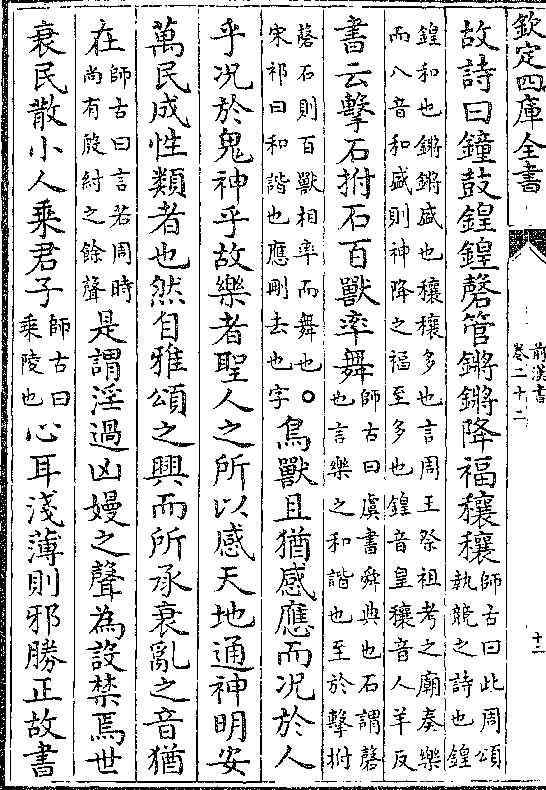 欽定四庫全書
前漢書
卷二十二
十二
故詩曰鐘鼓鍠鍠磬管鏘鏘降福穰穰師古曰此周頌執競之詩也鍠
鍠和也鏘鏘盛也穰穰多也言周王祭祖考之廟奏樂
而八音和盛則神降之福至多也鍠音皇穰音人羊反
書云擊石拊石百獸率舞師古曰虞書舜典也石謂磬也言樂之和諧也至於擊拊
磬石則百獸相率而舞也宋祁曰和諧也應刪去也字。鳥獸且猶感應而况於人
乎况於鬼神乎故樂者聖人之所以感天地通神明安
萬民成性類者也然自雅頌之興而所承衰亂之音猶
在師古曰言若周時尚有殷紂之餘聲是謂淫過凶嫚之聲為設禁焉世
衰民散小人乘君子師古曰乘陵也心耳淺薄則邪勝正故書